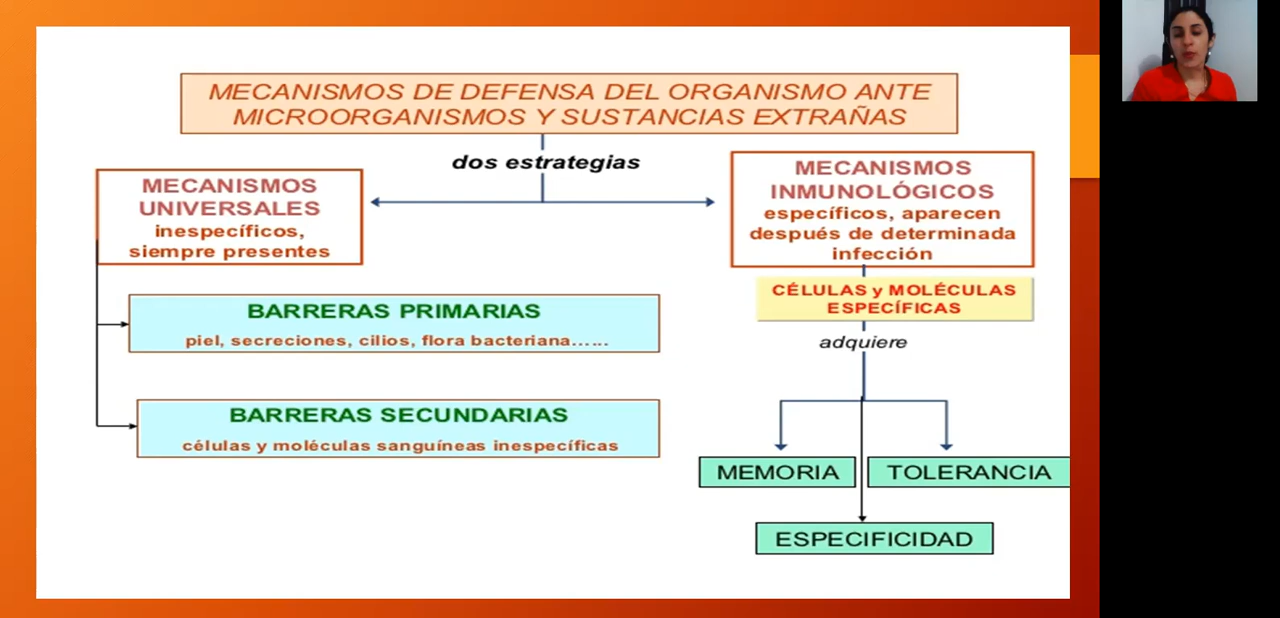 MECANISMOS DE DEFENSA DEL ORGANISMO ANTE
MICROORGANISMOS Y SUSTANCIAS EXTRAÑAS
dos estrategias
MECANISMOS
UNIVERSALES
inespecíficos,
siempre presentes
BARRERAS PRIMARIAS
piel, secreciones, cilios, flora bacteriana......
BARRERAS SECUNDARIAS
células y moléculas sanguíneas inespecíficas
MECANISMOS
INMUNOLÓGICOS
específicos, aparecen
después de determinada
infección
CÉLULAS y MOLÉCULAS
ESPECÍFICAS
adquiere
MEMORIA
TOLERANCIA
ESPECIFICIDAD